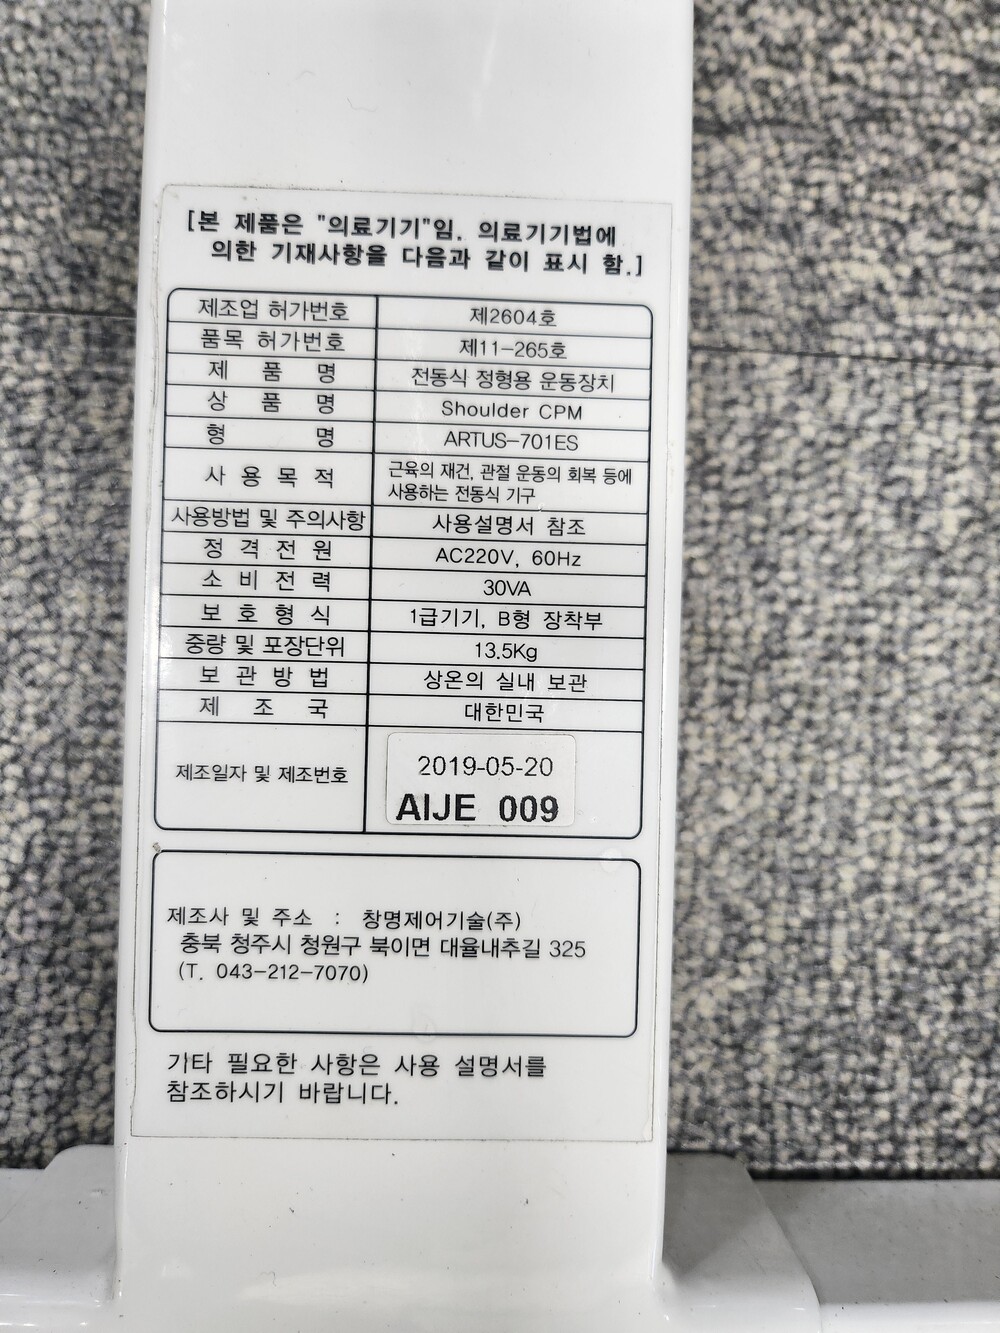 [본 제품은 "의료기기"임. 의료기기법에
의한 기재사항을 다음과 같이 표시 함.]
제조업 허가번호 제2604호
품목 허가번호 제11-265호
제 품 명 전동식 정형용 운동장치
상 품 명 Shoulder CPM
형 명 ARTUS-701ES
사 용 목 적 근육의 재건, 관절 운동의 회복 등에
사용하는 전동식 기구
사용방법 및 주의사항 사용설명서 참조
정 격 전 원 AC220V, 60Hz
소 비 전 력 30VA
보 호 형 식 1급기기, B형 장착부
중량 및 포장단위 13.5Kg
보 관 방 법 상온의 실내 보관
제 조 국 대한민국
제조일자 및 제조번호 2019-05-20
AIJE 009
제조사 및 주소 : 창명제어기술(주)
충북 청주시 청원구 북이면 대율내추길 325
(T. 043-212-7070)
기타 필요한 사항은 사용 설명서를
참조하시기 바랍니다.